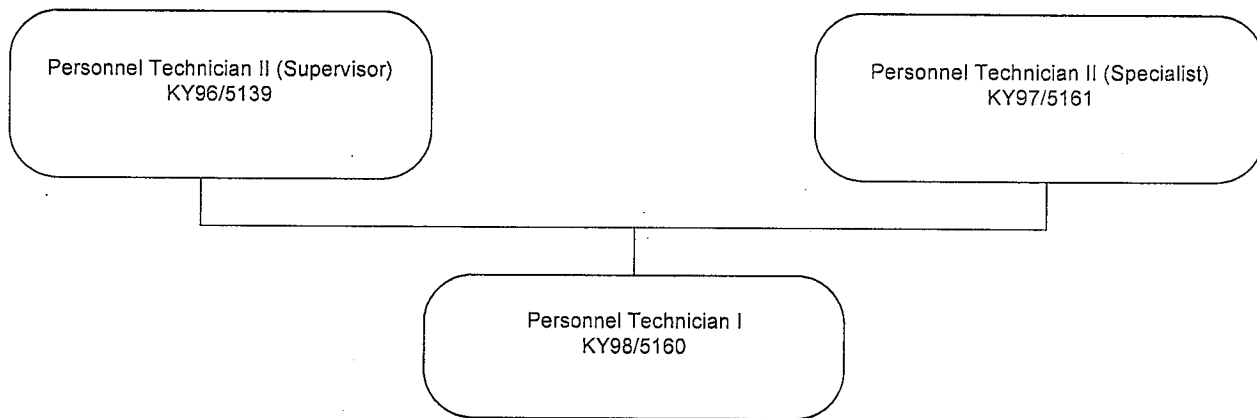 Personnel Technician II (Supervisor)
KY96/5139
Personnel Technician II (Specialist)
KY97/5161
Personnel Technician I
KY98/5160